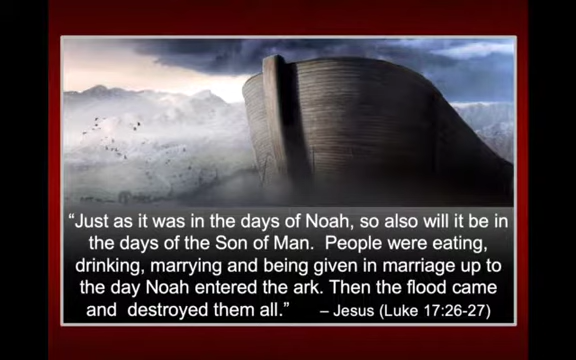 “Just as it was in the days of Noah, so also will it be in
the days of the Son of Man.  People were eating,
drinking, marrying and being given in marriage up to
the day Noah entered the ark. Then the flood came
and  destroyed them all.”    – Jesus (Luke 17:26-27)